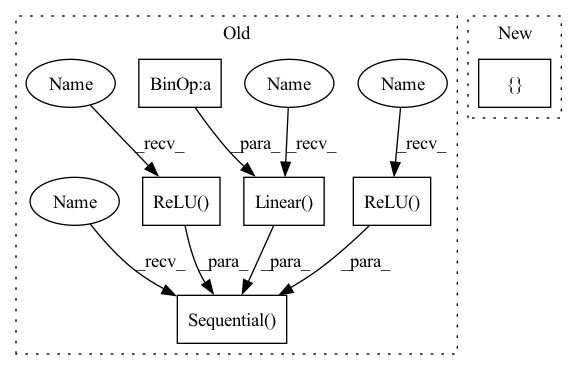 Old
New
Name
BinOp:a
Name
Name
{}
_recv_
_para_
_recv_
_recv_
Name
ReLU()
Linear()
ReLU()
_recv_
_para_
_para_
_para_
Sequential()